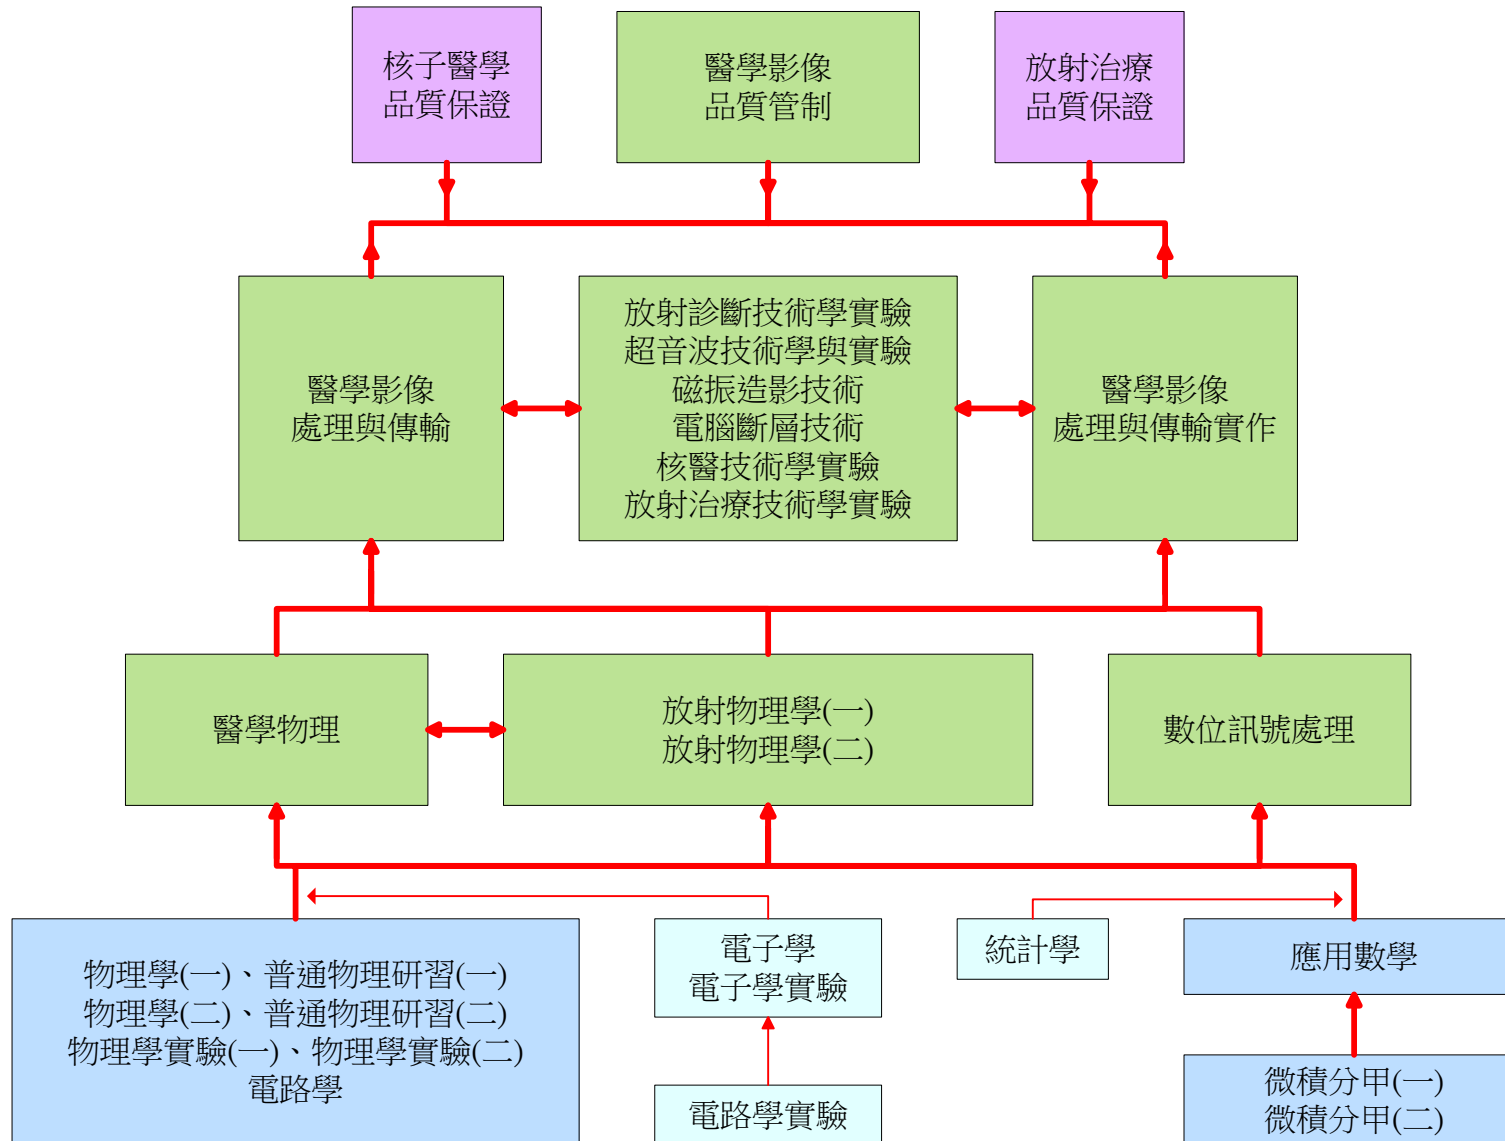 核子醫學
品質保證
醫學影像
品質管制
放射治療
品質保證
醫學影像
處理與傳輸
放射診斷技術學實驗
超音波技術學與實驗
磁振造影技術
電腦斷層技術
核醫技術學實驗
放射治療技術學實驗
醫學影像
處理與傳輸實作
醫學物理
放射物理學(一)
放射物理學(二)
數位訊號處理
物理學(一)、普通物理研習(一)
物理學(二)、普通物理研習(二)
物理學實驗(一)、物理學實驗(二)
電路學
電子學
電子學實驗
電路學實驗
統計學
應用數學
微積分甲(一)
微積分甲(二)